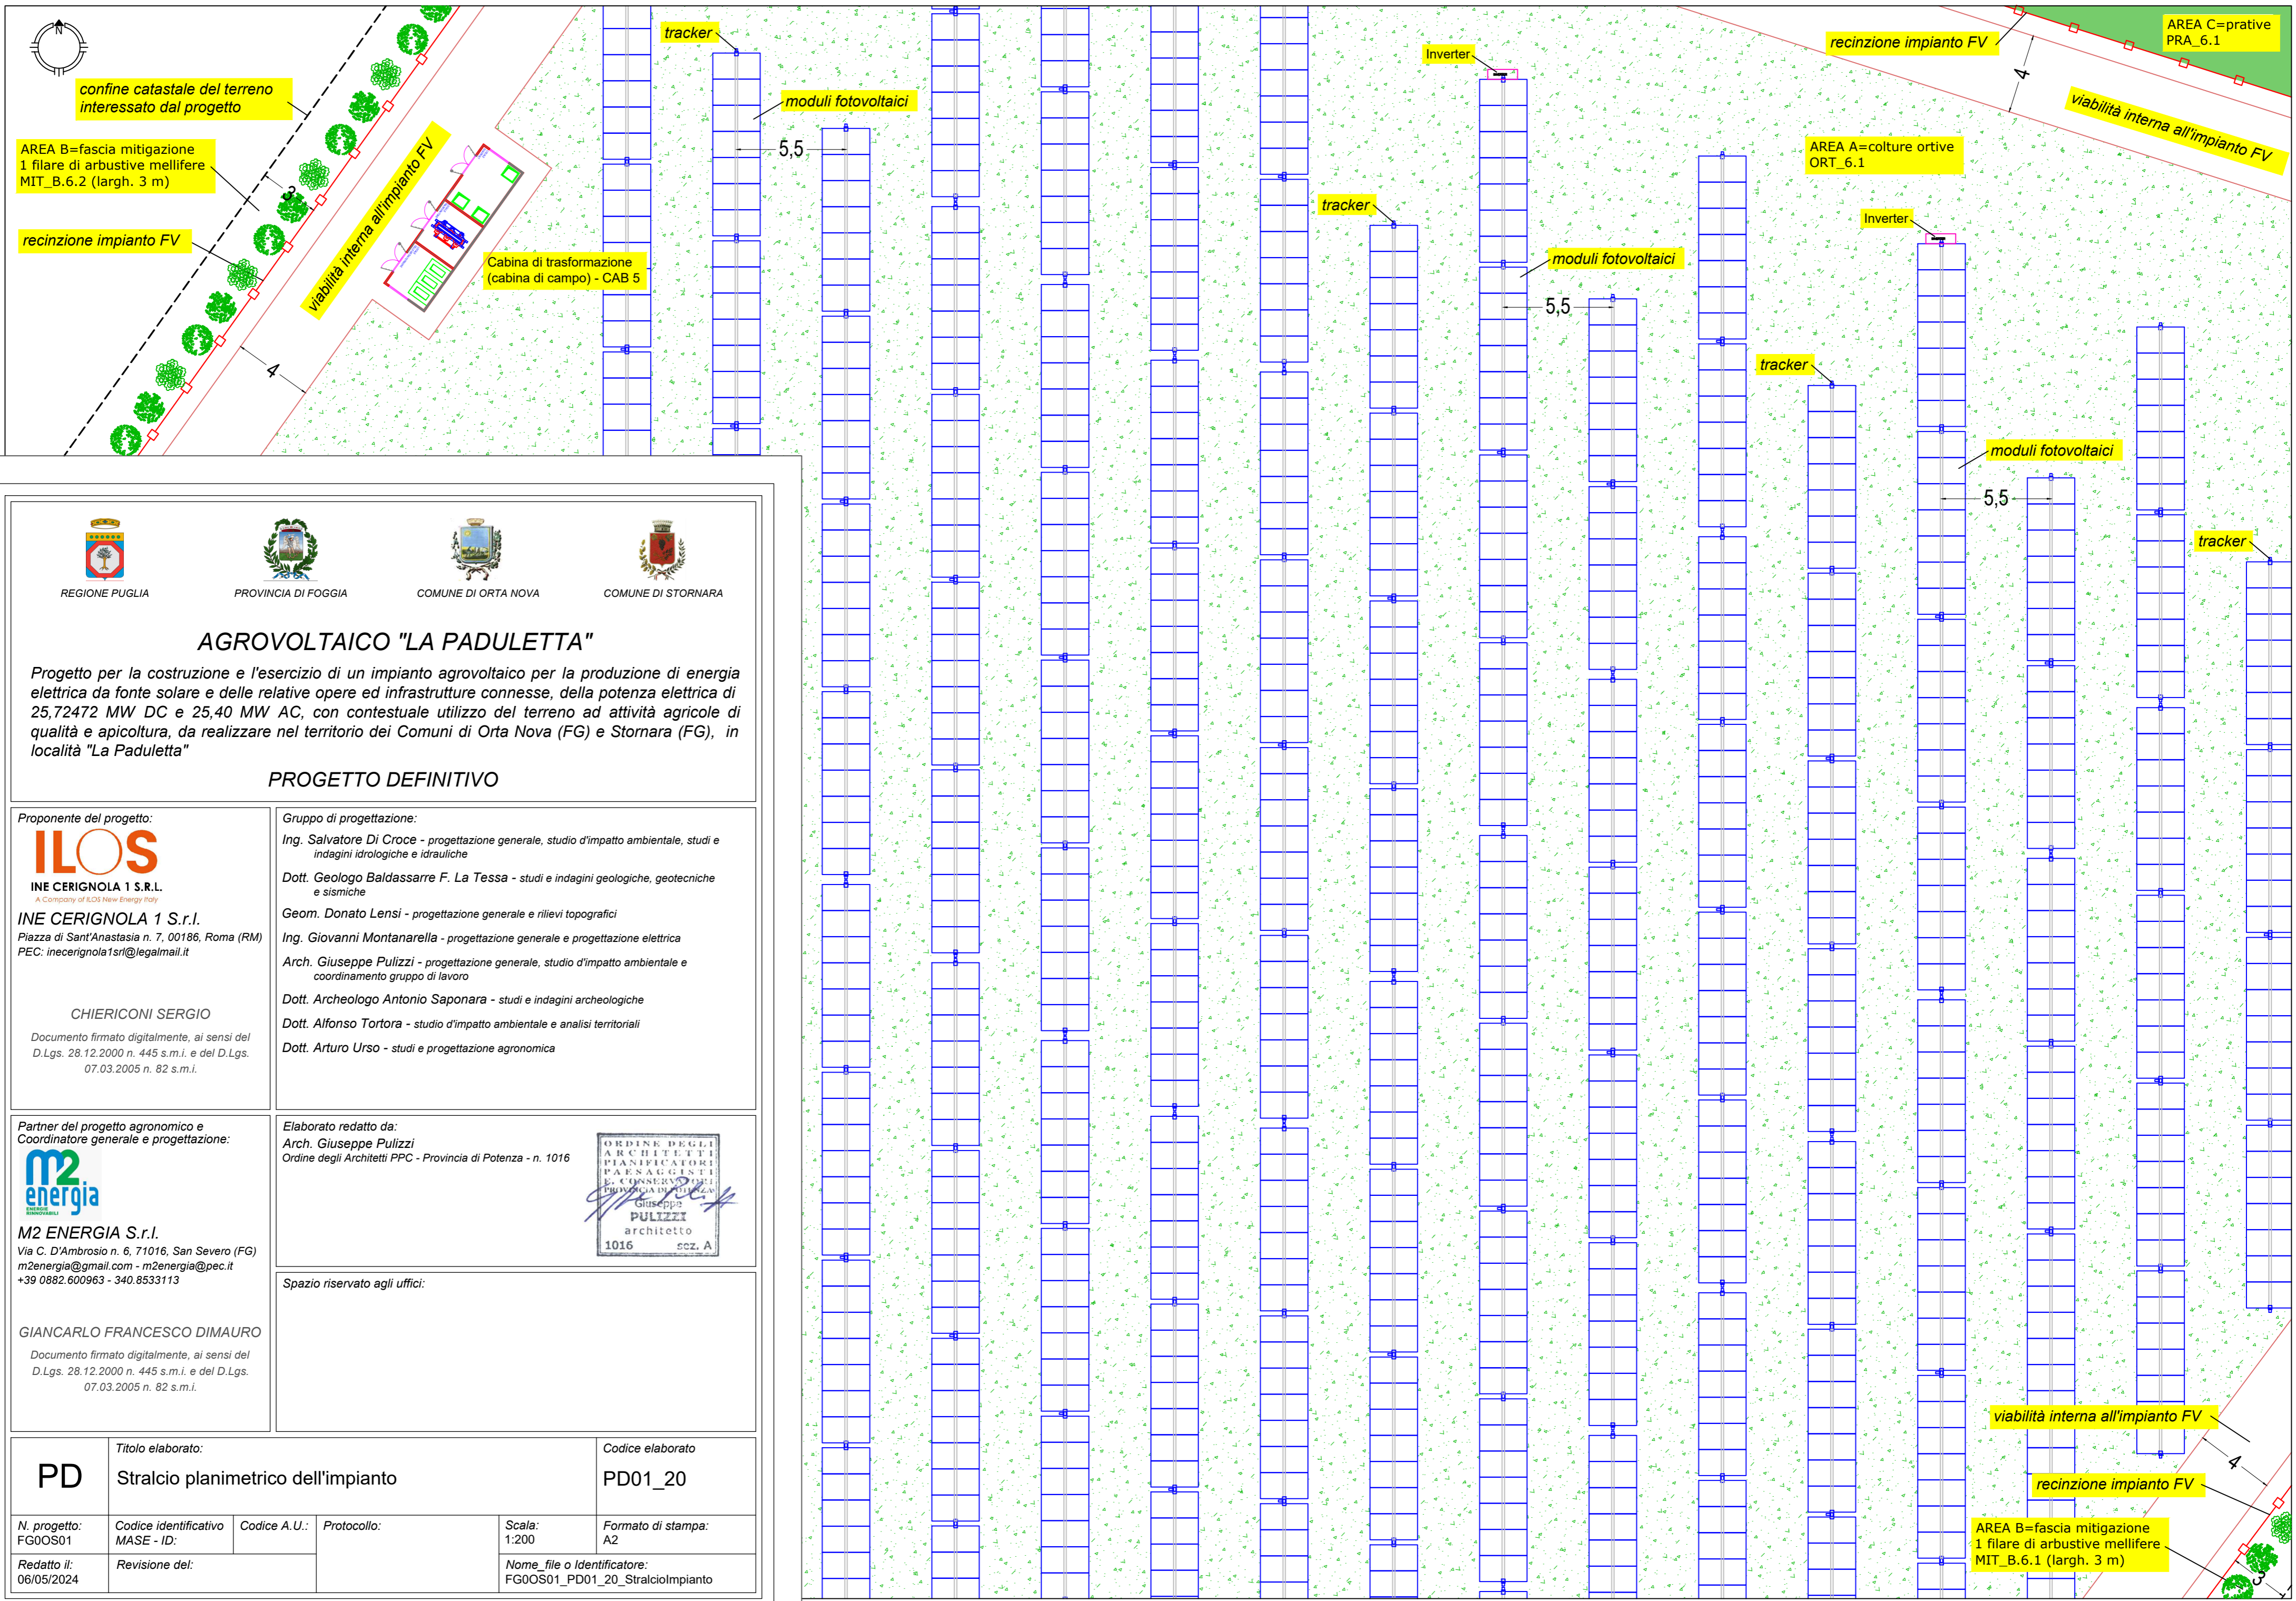 N
confine catastale del terreno
interessato dal progetto
AREA B=fascia mitigazione
1 filare di arbustive mellifere
MIT_B.6.2 (largh. 3 m)
3
recinzione impianto FV
viabilità interna all'impianto FV
4
Cabina di trasformazione
(cabina di campo) - CAB 5
tracker
moduli fotovoltaici
5,5
tracker
Inverter
moduli fotovoltaici
5,5
recinzione impianto FV
AREA C=prative
PRA_6.1
4
viabilità interna all'impianto FV
AREA A=colture ortive
ORT_6.1
Inverter
tracker
moduli fotovoltaici
5,5
tracker
viabilità interna all'impianto FV
4
recinzione impianto FV
AREA B=fascia mitigazione
1 filare di arbustive mellifere
MIT_B.6.1 (largh. 3 m)
3
REGIONE PUGLIA
PROVINCIA DI FOGGIA
COMUNE DI ORTA NOVA
COMUNE DI STORNARA
AGROVOLTAICO "LA PADULETTA"
Progetto per la costruzione e l'esercizio di un impianto agrovoltaico per la produzione di energia
elettrica da fonte solare e delle relative opere ed infrastrutture connesse, della potenza elettrica di
25,72472 MW DC e 25,40 MW AC, con contestuale utilizzo del terreno ad attività agricole di
qualità e apicoltura, da realizzare nel territorio dei Comuni di Orta Nova (FG) e Stornara (FG), in
località "La Paduletta"
PROGETTO DEFINITIVO
Proponente del progetto:
ILOS
INE CERIGNOLA 1 S.R.L.
A Company of ILOS New Energy Italy
INE CERIGNOLA 1 S.r.l.
Piazza di Sant'Anastasia n. 7, 00186, Roma (RM)
PEC: inecerignola1srl@legalmail.it
CHIERICONI SERGIO
Documento firmato digitalmente, ai sensi del
D.Lgs. 28.12.2000 n. 445 s.m.i. e del D.Lgs.
07.03.2005 n. 82 s.m.i.
Gruppo di progettazione:
Ing. Salvatore Di Croce - progettazione generale, studio d'impatto ambientale, studi e
indagini idrologiche e idrauliche
Dott. Geologo Baldassarre F. La Tessa - studi e indagini geologiche, geotecniche
e sismiche
Geom. Donato Lensi - progettazione generale e rilievi topografici
Ing. Giovanni Montanarella - progettazione generale e progettazione elettrica
Arch. Giuseppe Pulizzi - progettazione generale, studio d'impatto ambientale e
coordinamento gruppo di lavoro
Dott. Archeologo Antonio Saponara - studi e indagini archeologiche
Dott. Alfonso Tortora - studio d'impatto ambientale e analisi territoriali
Dott. Arturo Urso - studi e progettazione agronomica
Partner del progetto agronomico e
Coordinatore generale e progettazione:
m2
energia
ENERGIE
RINNOVABILI
M2 ENERGIA S.r.l.
Via C. D'Ambrosio n. 6, 71016, San Severo (FG)
m2energia@gmail.com - m2energia@pec.it
+39 0882.600963 - 340.8533113
GIANCARLO FRANCESCO DIMAURO
Documento firmato digitalmente, ai sensi del
D.Lgs. 28.12.2000 n. 445 s.m.i. e del D.Lgs.
07.03.2005 n. 82 s.m.i.
Elaborato redatto da:
Arch. Giuseppe Pulizzi
Ordine degli Architetti PPC - Provincia di Potenza - n. 1016
ORDINE DEGLI
ARCHITETTI
PIANIFICATORI
PAESAGGISTI
E CONSERVATORI
PROVINCIA DI POTENZA
Giuseppe
PULIZZI
architetto
1016 sez. A
Spazio riservato agli uffici:
PD
Titolo elaborato:
Stralcio planimetrico dell'impianto
Codice elaborato
PD01_20
N. progetto:
FG0OS01
Codice identificativo
MASE - ID:
Codice A.U.:
Protocollo:
Scala:
1:200
Formato di stampa:
A2
Redatto il:
06/05/2024
Revisione del:
Nome_file o Identificatore:
FG0OS01_PD01_20_StralcioImpianto